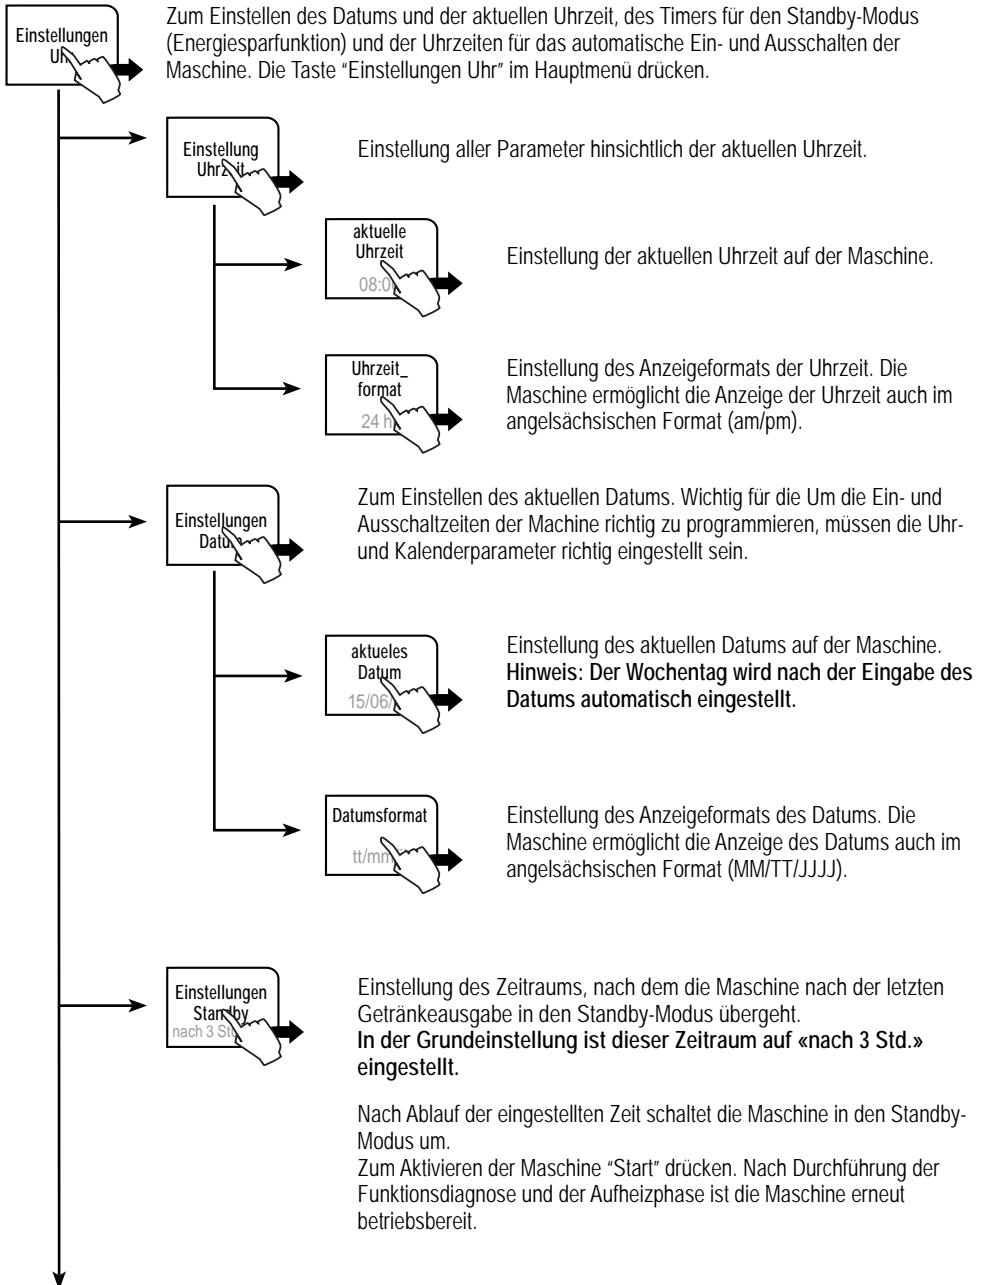 Einstellungen
Zum Einstellen des Datums und der aktuellen Uhrzeit, des Timers für den Standby-Modus
(Energiesparfunktion) und der Uhrzeiten für das automatische Ein- und Ausschalten der
Maschine. Die Taste "Einstellungen Uhr" im Hauptmenü drücken.
Einstellung
Uhrzeit
Einstellung aller Parameter hinsichtlich der aktuellen Uhrzeit.
aktuelle
Uhrzeit
Einstellung der aktuellen Uhrzeit auf der Maschine.
Uhrzeit_
format
24 h
Einstellung des Anzeigeformats der Uhrzeit. Die
Maschine ermöglicht die Anzeige der Uhrzeit auch im
angelsächsischen Format (am/pm).
Einstellungen
Datum
Zum Einstellen des aktuellen Datums. Wichtig für die Um die Ein- und
Ausschaltzeiten der Machine richtig zu programmieren, müssen die Uhr-
und Kalenderparameter richtig eingestellt sein.
aktueles
Datum
15/06/
Einstellung des aktuellen Datums auf der Maschine.
Hinweis: Der Wochentag wird nach der Eingabe des
Datums automatisch eingestellt.
Datumsformat
tt/mm
Einstellung des Anzeigeformats des Datums. Die
Maschine ermöglicht die Anzeige des Datums auch im
angelsächsischen Format (MM/TT/JJJJ).
Einstellungen
Standby
nach 3 St
Einstellung des Zeitraums, nach dem die Maschine nach der letzten
Getränkeausgabe in den Standby-Modus übergeht.
In der Grundeinstellung ist dieser Zeitraum auf «nach 3 Std.»
eingestellt.
Nach Ablauf der eingestellten Zeit schaltet die Maschine in den Standby-
Modus um.
Zum Aktivieren der Maschine "Start" drücken. Nach Durchführung der
Funktionsdiagnose und der Aufheizphase ist die Maschine erneut
betriebsbereit.